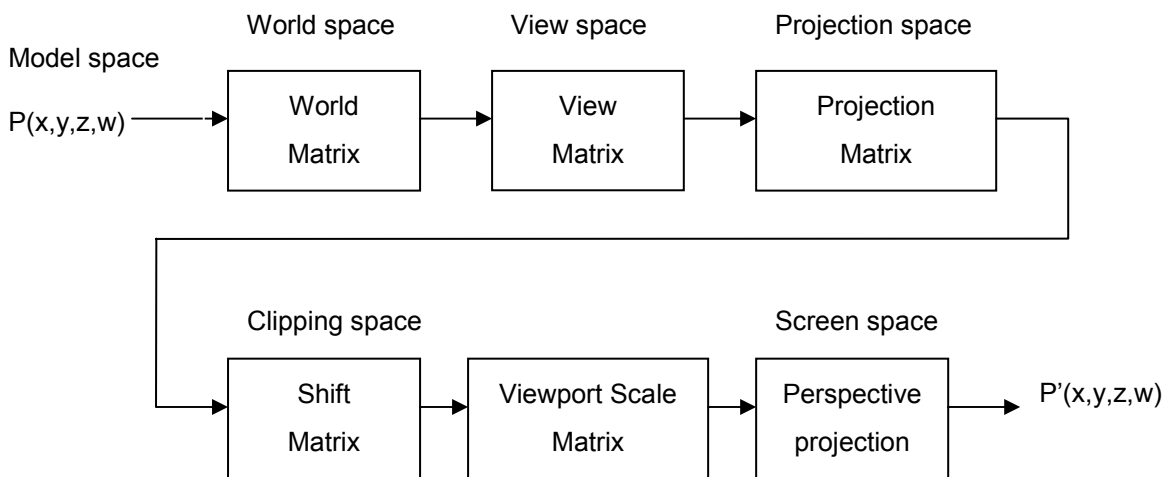 World space
View space
Projection space
Model space
P(x,y,z,w)
World
Matrix
View
Matrix
Projection
Matrix
Clipping space
Screen space
Shift
Matrix
Viewport Scale
Matrix
Perspective
projection
P’(x,y,z,w)